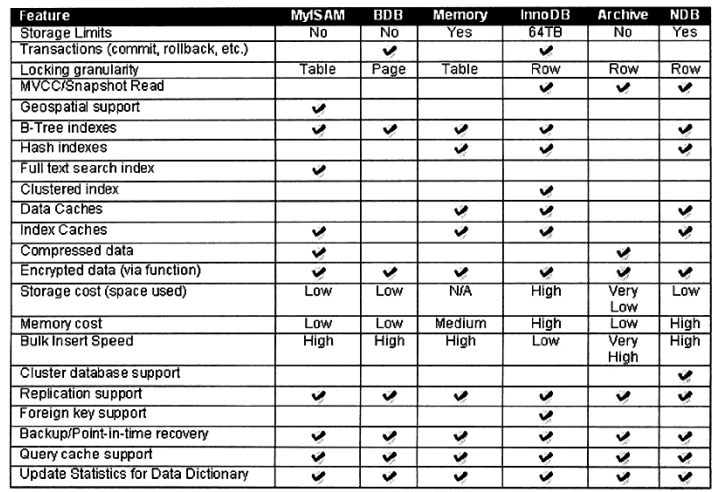 Feature MyISAM BDB Memory InnoDB Archive NDB
Storage Limits No No Yes 64TB No Yes
Transactions (commit, rollback, etc.) ✔ ✔
Locking granularity Table Page Table Row Row Row
MVCC/Snapshot Read ✔ ✔ ✔
Geospatial support ✔
B-Tree indexes ✔ ✔ ✔ ✔ ✔
Hash indexes ✔ ✔ ✔
Full text search index ✔
Clustered index ✔
Data Caches ✔ ✔ ✔
Index Caches ✔ ✔ ✔ ✔
Compressed data ✔ ✔
Encrypted data (via function) ✔ ✔ ✔ ✔ ✔ ✔
Storage cost (space used) Low Low N/A High Very Low
Low
Memory cost Low Low Medium High Low High
Bulk Insert Speed High High High Low Very High
High
Cluster database support ✔
Replication support ✔ ✔ ✔ ✔ ✔ ✔
Foreign key support ✔
Backup/Point-in-time recovery ✔ ✔ ✔ ✔ ✔ ✔
Query cache support ✔ ✔ ✔ ✔ ✔ ✔
Update Statistics for Data Dictionary ✔ ✔ ✔ ✔ ✔ ✔